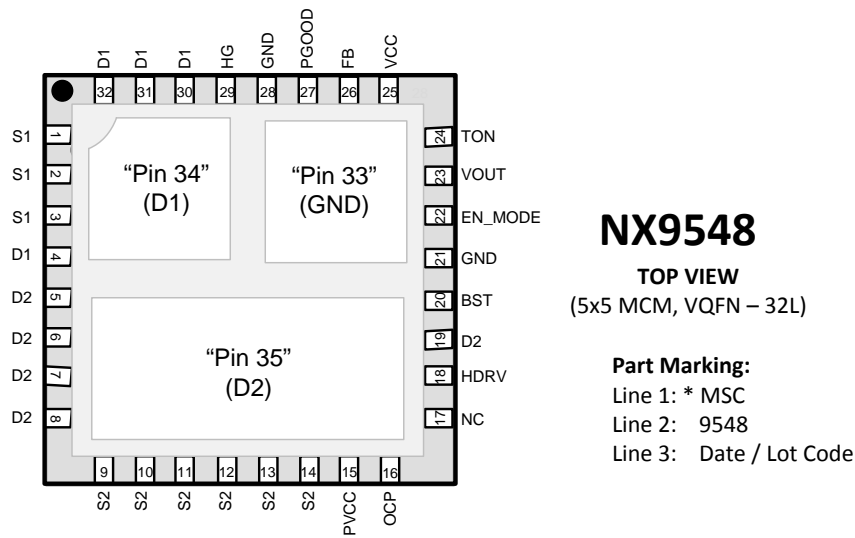 D1 D1 D1 HG GND PGOOD FB VCC
32 31 30 29 28 27 26 25
S1 1
S1 2
S1 3
D1 4
D2 5
D2 6
D2 7
D2 8
“Pin 34”
(D1)
“Pin 33”
(GND)
“Pin 35”
(D2)
24 TON
23 VOUT
22 EN_MODE
21 GND
20 BST
19 D2
18 HDRV
17 NC
9 10 11 12 13 14 15 16
S2 S2 S2 S2 S2 S2 PVCC OCP
NX9548
TOP VIEW
(5x5 MCM, VQFN – 32L)
Part Marking:
Line 1: * MSC
Line 2: 9548
Line 3: Date / Lot Code